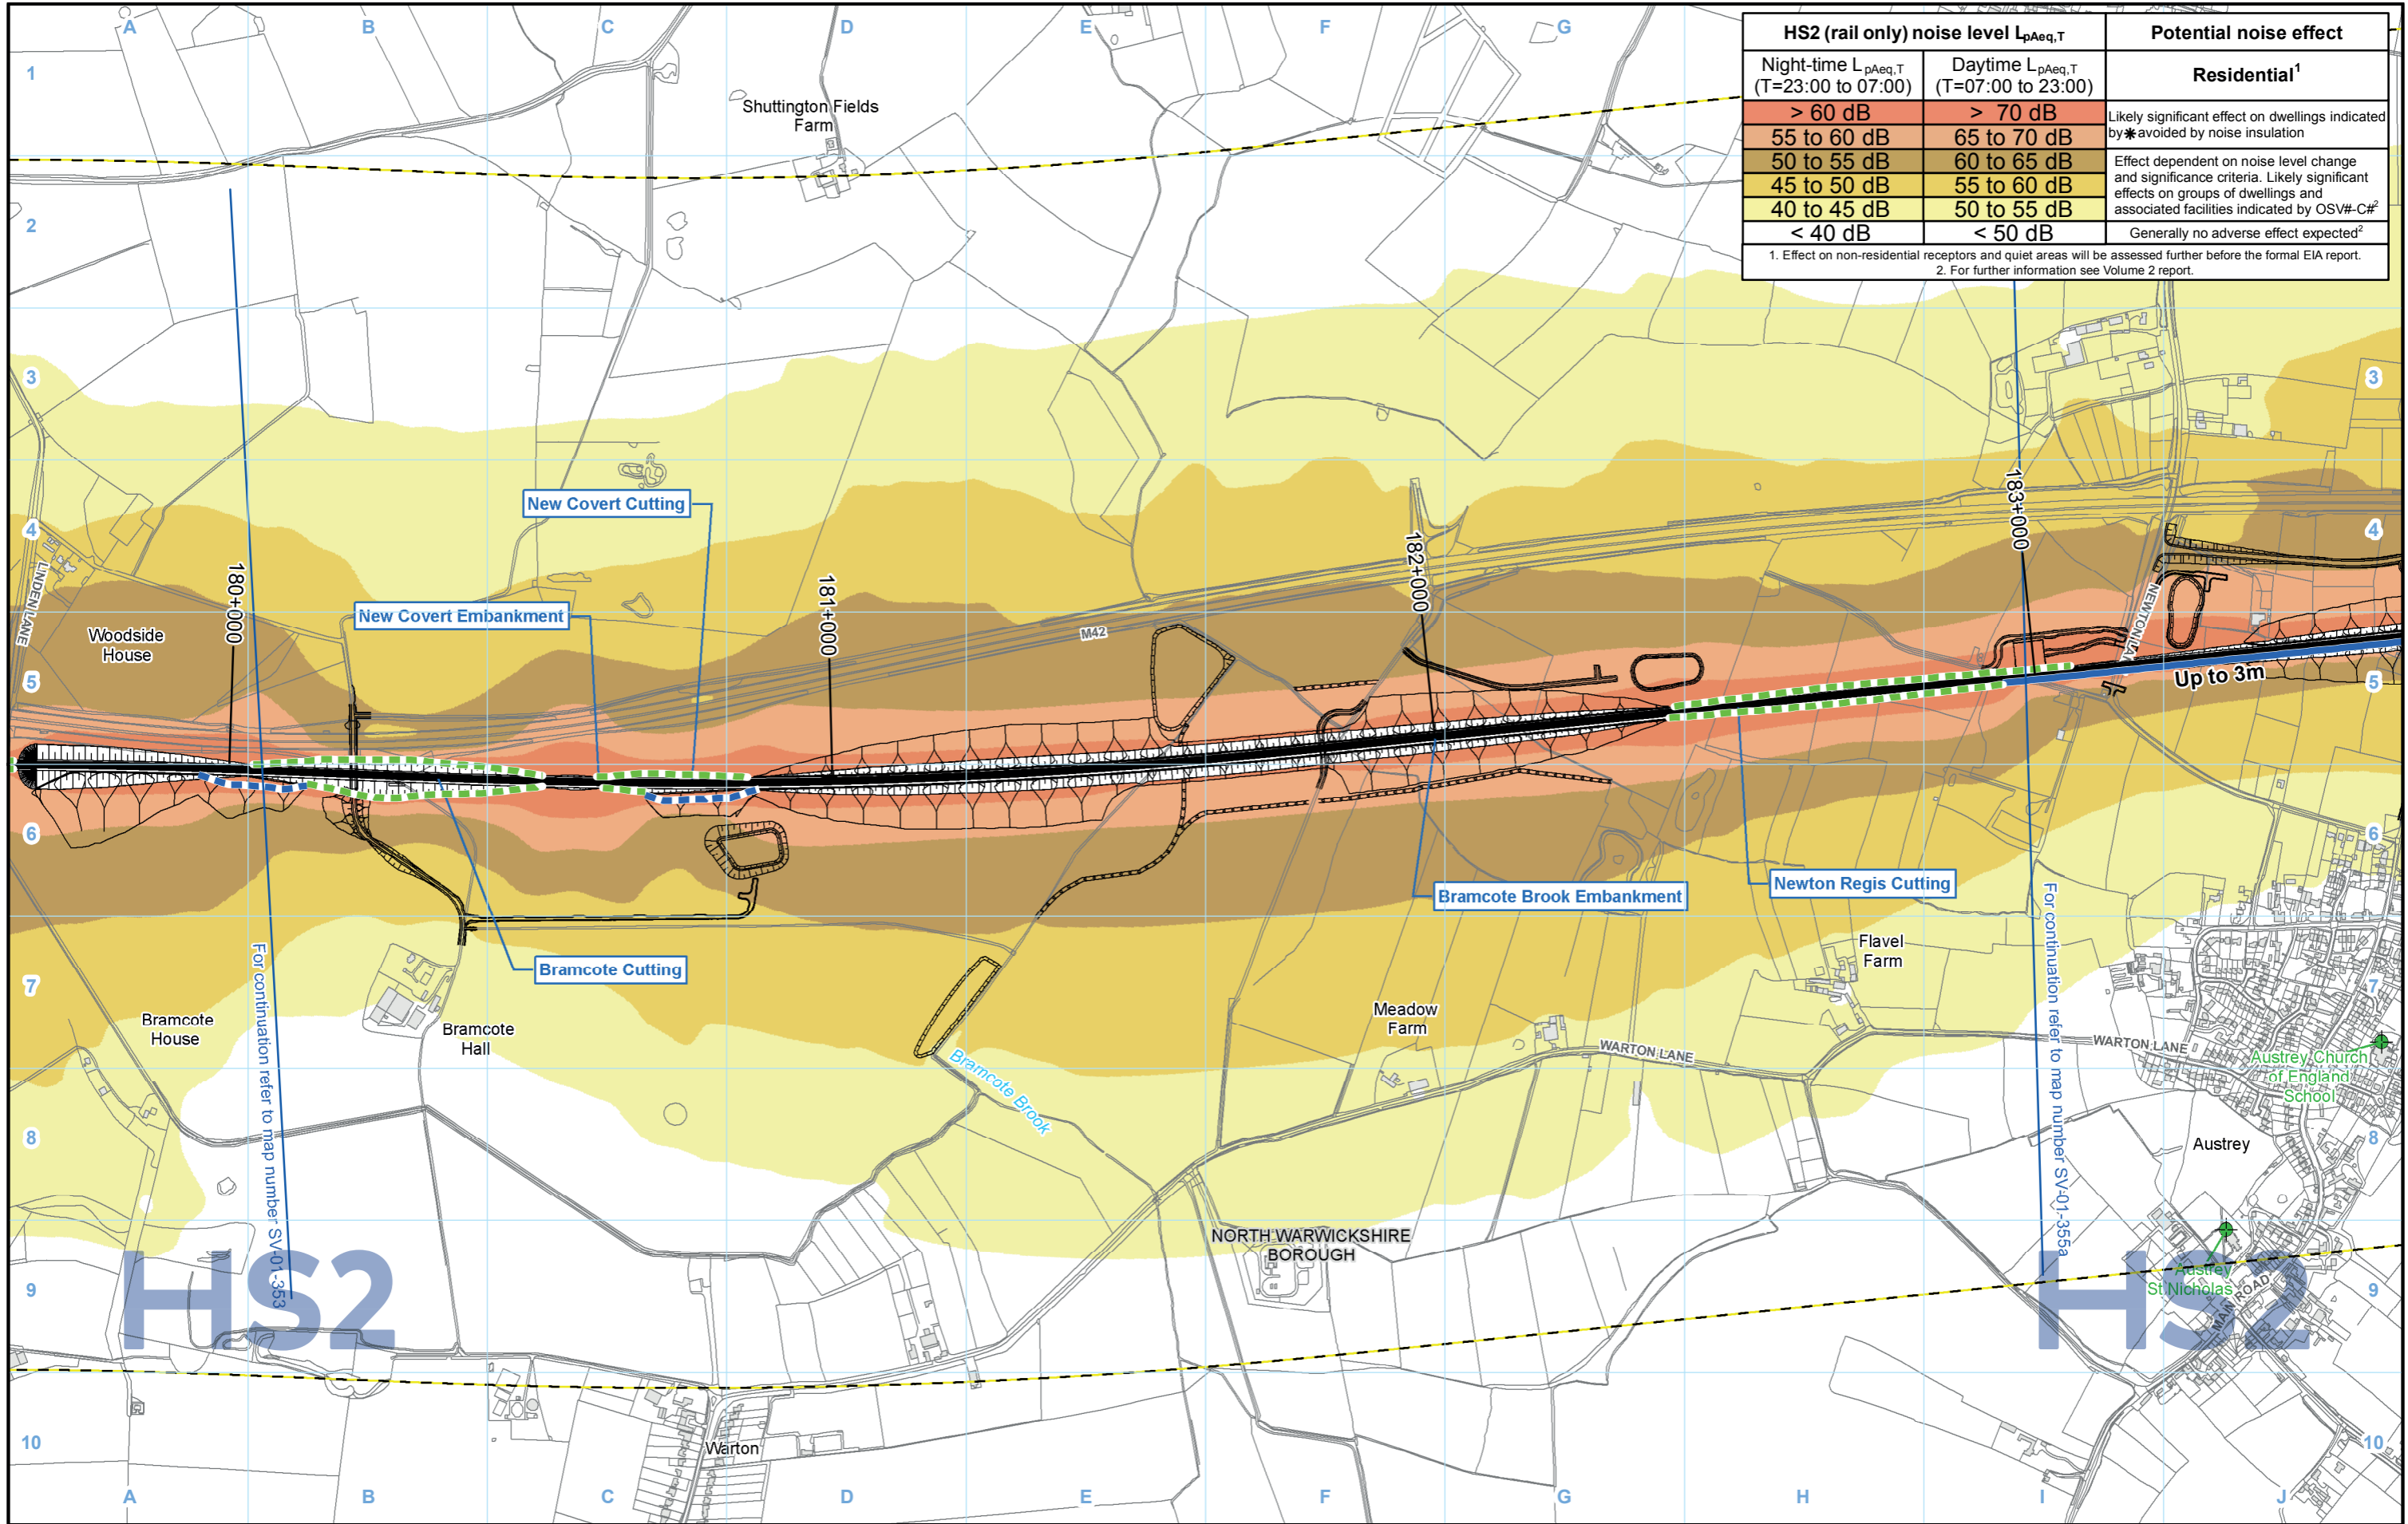 A B C D E F G
HS2 (rail only) noise level LpAeq,T Potential noise effect
Night-time LpAeq,T
(T=23:00 to 07:00)
Daytime LpAeq,T
(T=07:00 to 23:00)
Residential1
> 60 dB > 70 dB
55 to 60 dB 65 to 70 dB
Likely significant effect on dwellings indicated
by ✱ avoided by noise insulation
50 to 55 dB 60 to 65 dB
45 to 50 dB 55 to 60 dB
40 to 45 dB 50 to 55 dB
Effect dependent on noise level change
and significance criteria. Likely significant
effects on groups of dwellings and
associated facilities indicated by OSV#-C#2
< 40 dB < 50 dB Generally no adverse effect expected2
1. Effect on non-residential receptors and quiet areas will be assessed further before the formal EIA report.
2. For further information see Volume 2 report.
1
Shuttington Fields
Farm
2
3 3
4 4
New Covert Cutting
183+000
182+000
180+000
181+000
LINDEN LANE
New Covert Embankment
Woodside
House
M42
5 5
Up to 3m
6 6
Newton Regis Cutting
Bramcote Brook Embankment
Bramcote Cutting
Flavel
Farm
7 7
Bramcote
House
Bramcote
Hall
Meadow
Farm
WARTON LANE
WARTON LANE
Bramcote Brook
Austrey Church
of England
School
8 8
Austrey
For continuation refer to map number SV-01-353
For continuation refer to map number SV-01-355a
NORTH WARWICKSHIRE
BOROUGH
9 9
HS2 HS2
Austrey
St Nicholas
MAIN ROAD
10 10
Warton
A B C D E F G H I J